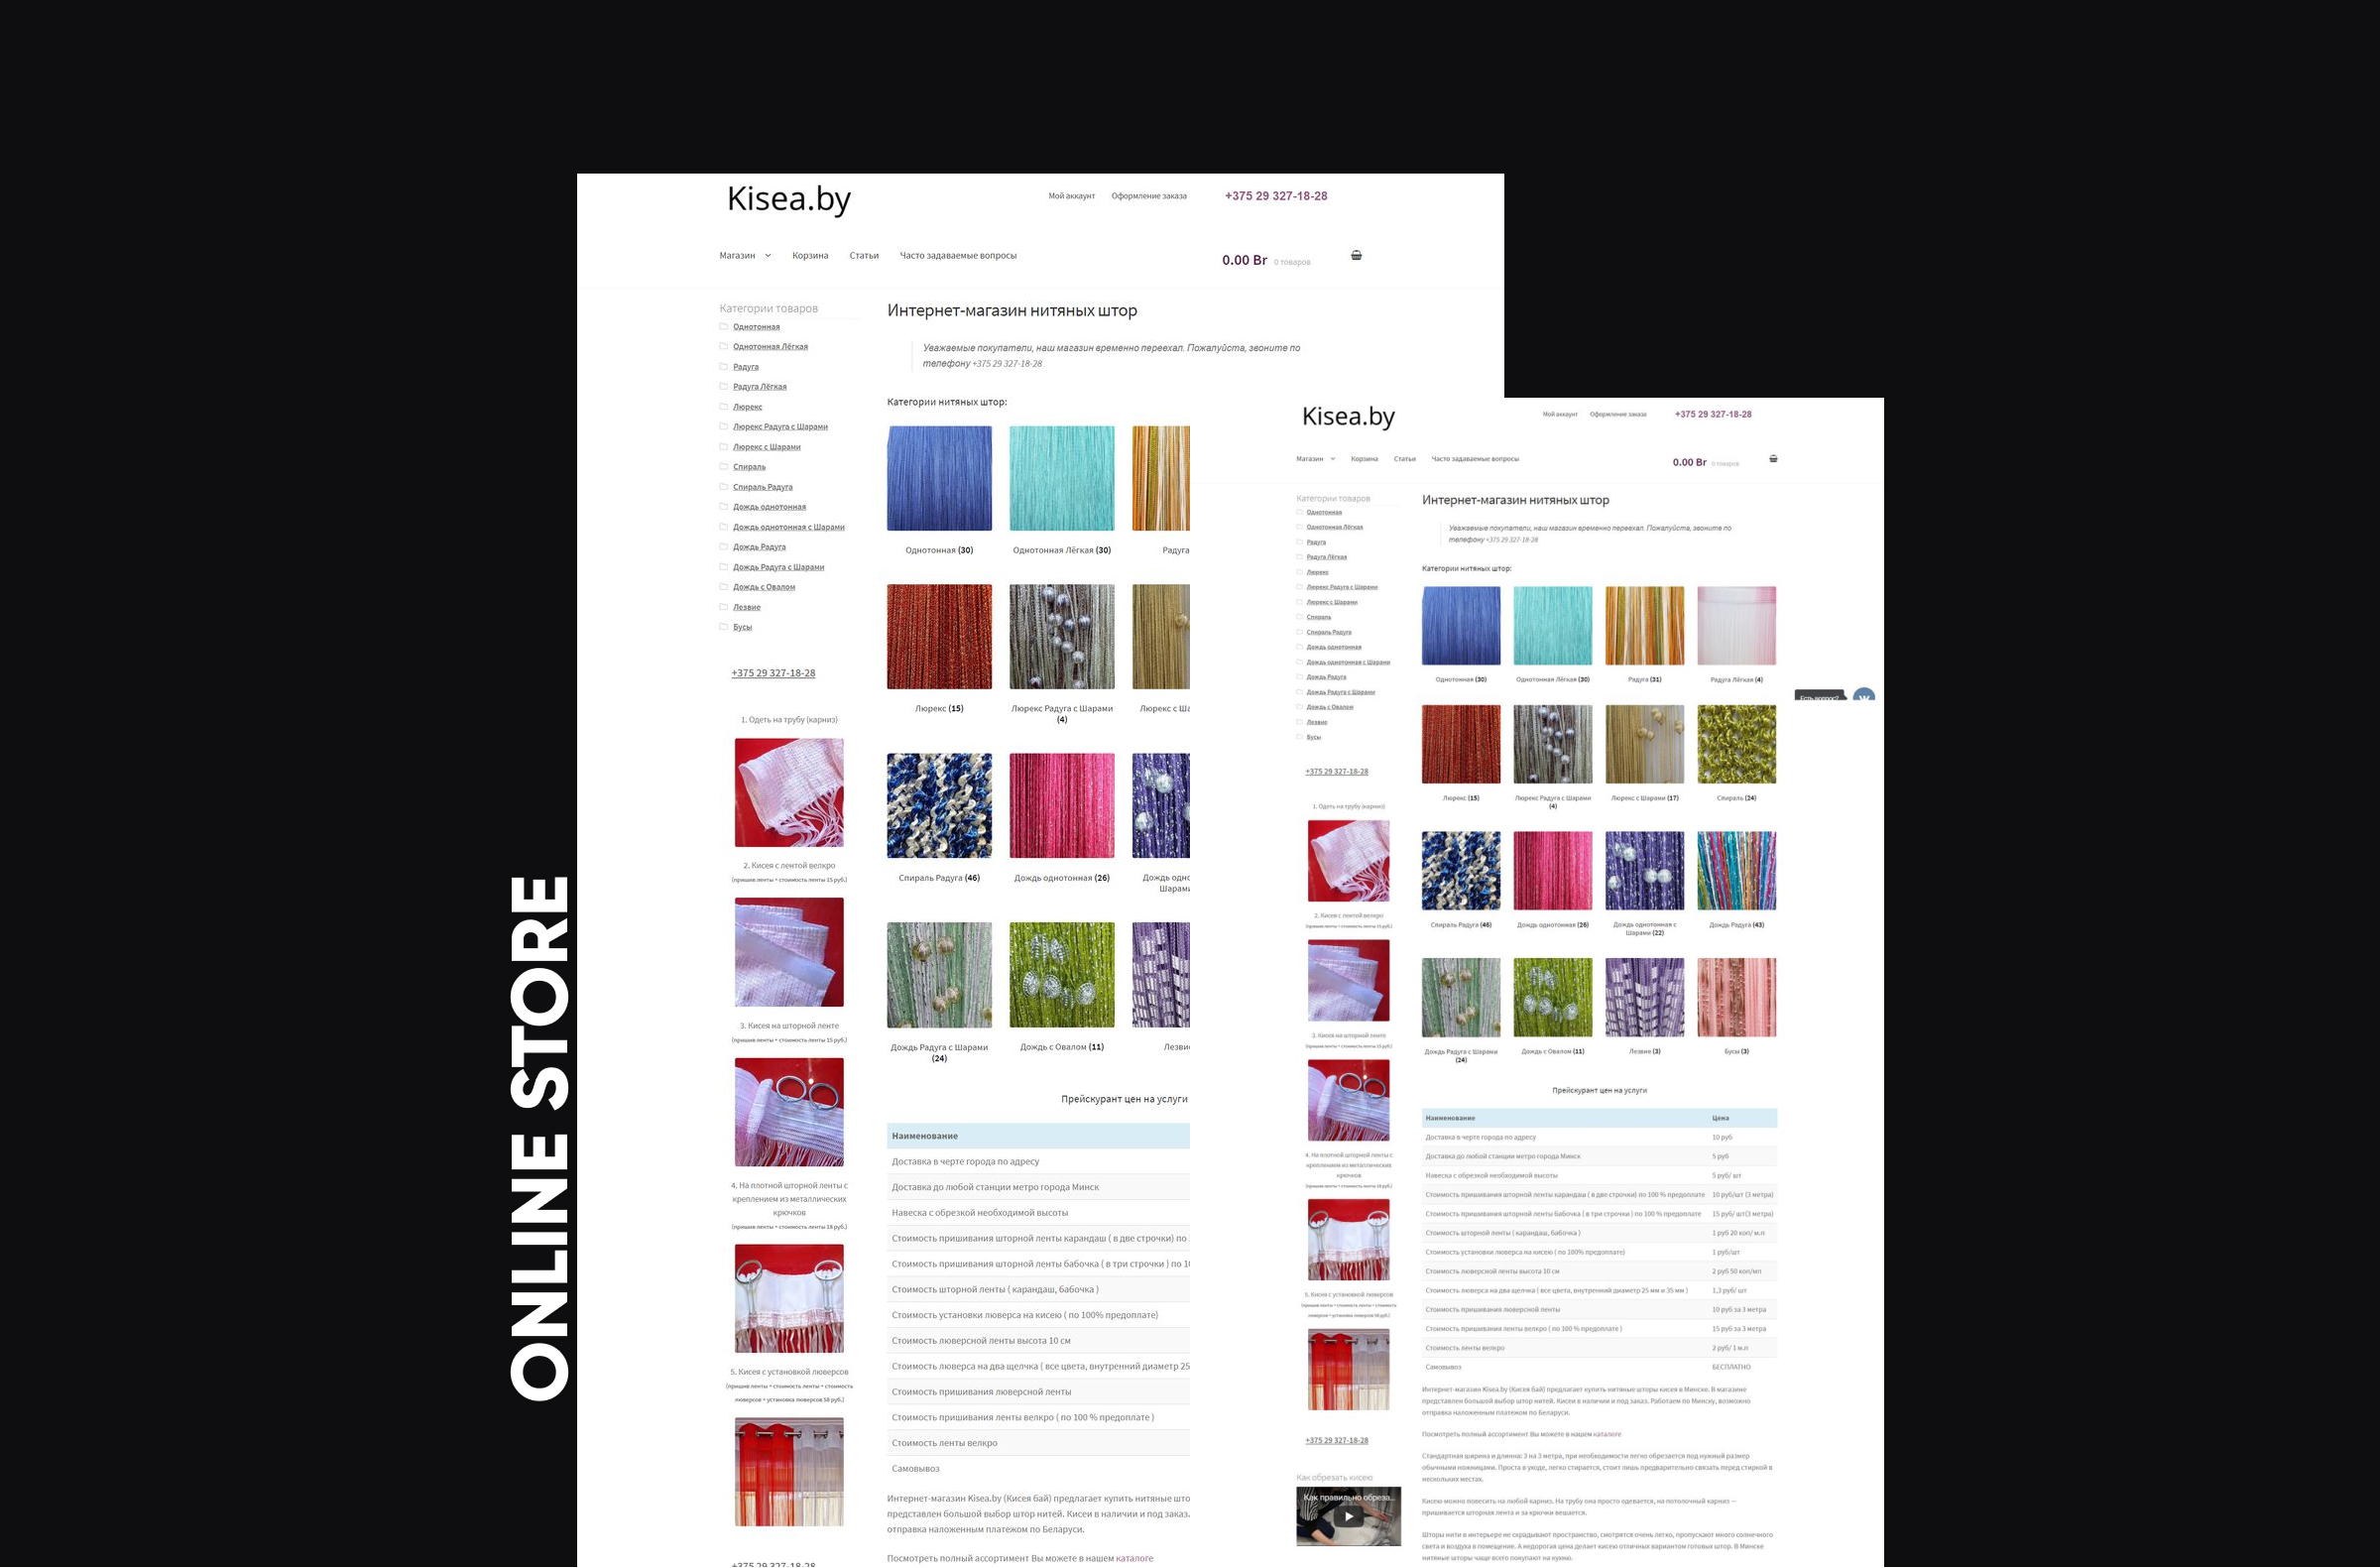 ONLINE STORE
Kisea.by
Мой аккаунт Оформление заказа +375 29 327-18-28
Магазин Корзина Статьи Часто задаваемые вопросы 0.00 Br 0 товаров
Категории товаров
Однотонная
Однотонная Лёгкая
Радуга
Радуга Лёгкая
Люрекс
Люрекс Радуга с Шарами
Люрекс с Шарами
Спираль
Спираль Радуга
Дождь однотонная
Дождь однотонная с Шарами
Дождь Радуга
Дождь Радуга с Шарами
Дождь с Овалом
Лезвие
Бусы
+375 29 327-18-28
1. Одеть на трубу (карниз)
2. Кисея с лентой велкро
(пришив ленты + стоимость ленты 15 руб.)
3. Кисея на шторной ленте
(пришив ленты + стоимость ленты 15 руб.)
4. На плотной шторной ленты с
креплением из металлических
крючков
(пришив ленты + стоимость ленты 18 руб.)
5. Кисея с установкой люверсов
(пришив ленты + стоимость ленты + стоимость
люверсов + установка люверсов 58 руб.)
+375 29 327-18-28
Интернет-магазин нитяных штор
Уважаемые покупатели, наш магазин временно переехал. Пожалуйста, звоните по
телефону +375 29 327-18-28
Категории нитяных штор:
Однотонная (30) Однотонная Лёгкая (30) Радуга
Люрекс (15) Люрекс Радуга с Шарами Люрекс с Ша
(4)
Спираль Радуга (46) Дождь однотонная (26) Дождь одно
Шарами
Дождь Радуга с Шарами Дождь с Овалом (11) Лезвие
(24)
Прейскурант цен на услуги
Наименование
Доставка в черте города по адресу
Доставка до любой станции метро города Минск
Навеска с обрезкой необходимой высоты
Стоимость пришивания шторной ленты карандаш ( в две строчки) по
Стоимость пришивания шторной ленты бабочка ( в три строчки ) по 10
Стоимость шторной ленты ( карандаш, бабочка )
Стоимость установки люверса на кисею ( по 100% предоплате)
Стоимость люверсной ленты высота 10 см
Стоимость люверса на два щелчка ( все цвета, внутренний диаметр 25
Стоимость пришивания люверсной ленты
Стоимость пришивания ленты велкро ( по 100 % предоплате )
Стоимость ленты велкро
Самовывоз
Интернет-магазин Kisea.by (Кисея бай) предлагает купить нитяные што
представлен большой выбор штор нитей. Кисеи в наличии и под заказ.
отправка наложенным платежом по Беларуси.
Посмотреть полный ассортимент Вы можете в нашем каталоге
Kisea.by
Мой аккаунт Оформление заказа +375 29 327-18-28
Магазин Корзина Статьи Часто задаваемые вопросы 0.00 Br 0 товаров
Категории товаров
Однотонная
Однотонная Лёгкая
Радуга
Радуга Лёгкая
Люрекс
Люрекс Радуга с Шарами
Люрекс с Шарами
Спираль
Спираль Радуга
Дождь однотонная
Дождь однотонная с Шарами
Дождь Радуга
Дождь Радуга с Шарами
Дождь с Овалом
Лезвие
Бусы
+375 29 327-18-28
1. Одеть на трубу (карниз)
2. Кисея с лентой велкро
(пришив ленты + стоимость ленты 15 руб.)
3. Кисея на шторной ленте
(пришив ленты + стоимость ленты 15 руб.)
4. На плотной шторной ленты с
креплением из металлических
крючков
(пришив ленты + стоимость ленты 18 руб.)
5. Кисея с установкой люверсов
(пришив ленты + стоимость ленты + стоимость
люверсов + установка люверсов 58 руб.)
+375 29 327-18-28
Как обрезать кисею
Как правильно обреза...
Интернет-магазин нитяных штор
Уважаемые покупатели, наш магазин временно переехал. Пожалуйста, звоните по
телефону +375 29 327-18-28
Категории нитяных штор:
Однотонная (30) Однотонная Лёгкая (30) Радуга (31) Радуга Лёгкая (4)
Есть вопрос?
Люрекс (15) Люрекс Радуга с Шарами Люрекс с Шарами (17) Спираль (24)
(4)
Спираль Радуга (46) Дождь однотонная (26) Дождь однотонная с Дождь Радуга (43)
Шарами (22)
Дождь Радуга с Шарами Дождь с Овалом (11) Лезвие (3) Бусы (3)
(24)
Прейскурант цен на услуги
Наименование Цена
Доставка в черте города по адресу 10 руб
Доставка до любой станции метро города Минск 5 руб
Навеска с обрезкой необходимой высоты 5 руб/ шт
Стоимость пришивания шторной ленты карандаш ( в две строчки) по 100 % предоплате 10 руб/шт (3 метра)
Стоимость пришивания шторной ленты бабочка ( в три строчки ) по 100 % предоплате 15 руб/ шт(3 метра)
Стоимость шторной ленты ( карандаш, бабочка ) 1 руб 20 коп/ м.п
Стоимость установки люверса на кисею ( по 100% предоплате) 1 руб/шт
Стоимость люверсной ленты высота 10 см 2 руб 50 коп/мп
Стоимость люверса на два щелчка ( все цвета, внутренний диаметр 25 мм и 35 мм ) 1,3 руб/ шт
Стоимость пришивания люверсной ленты 10 руб за 3 метра
Стоимость пришивания ленты велкро ( по 100 % предоплате ) 15 руб за 3 метра
Стоимость ленты велкро 2 руб/ 1 м.п
Самовывоз БЕСПЛАТНО
Интернет-магазин Kisea.by (Кисея бай) предлагает купить нитяные шторы кисея в Минске. В магазине
представлен большой выбор штор нитей. Кисеи в наличии и под заказ. Работаем по Минску, возможно
отправка наложенным платежом по Беларуси.
Посмотреть полный ассортимент Вы можете в нашем каталоге
Стандартная ширина и длинна: 3 на 3 метра, при необходимости легко обрезается под нужный размер
обычными ножницами. Проста в уходе, легко стирается, стоит лишь предварительно связать перед стиркой в
нескольких местах.
Кисею можно повесить на любой карниз. На трубу она просто одевается, на потолочный карниз —
пришивается шторная лента и за крючки вешается.
Шторы нити в интерьере не скрадывают пространство, смотрятся очень легко, пропускают много солнечного
света и воздуха в помещение. А недорогая цена делает кисею отличных вариантом готовых штор. В Минске
нитяные шторы чаще всего покупают на кухню.